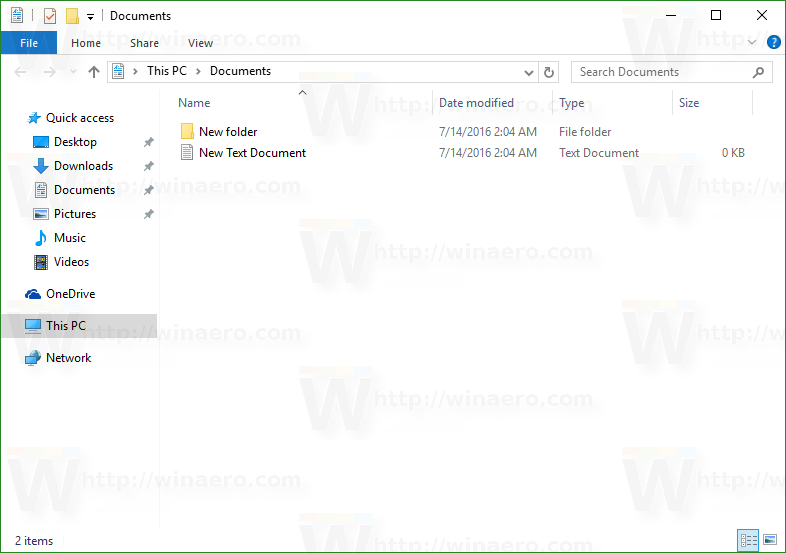 Documents
File Home Share View
This PC Documents Search Documents
Name Date modified Type Size
Quick access
New folder 7/14/2016 2:04 AM File folder
Desktop
New Text Document 7/14/2016 2:04 AM Text Document 0 KB
Downloads
Documents
Pictures
Music
Videos
OneDrive
This PC
Network
2 items
W http://winaero.com